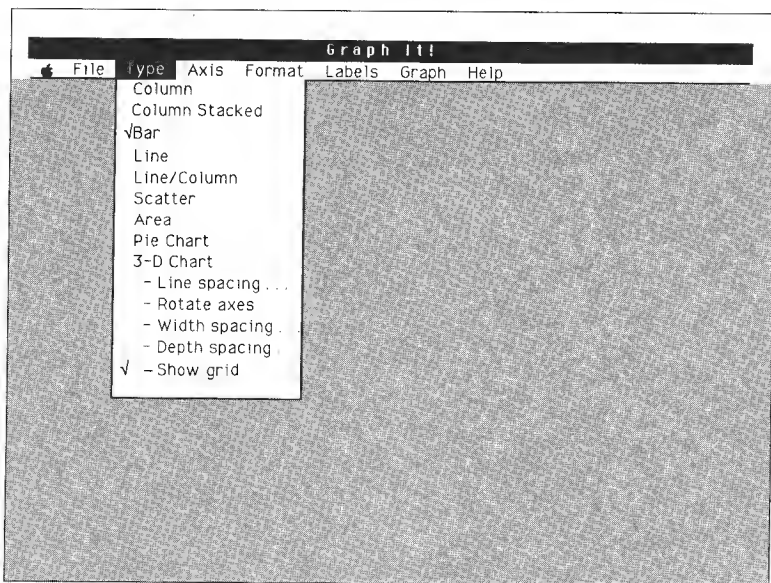 Graph It!
File Type Axis Format Labels Graph Help
Column
Column Stacked
√Bar
Line
Line/Column
Scatter
Area
Pie Chart
3-D Chart
- Line spacing...
- Rotate axes
- Width spacing..
- Depth spacing.
√ - Show grid